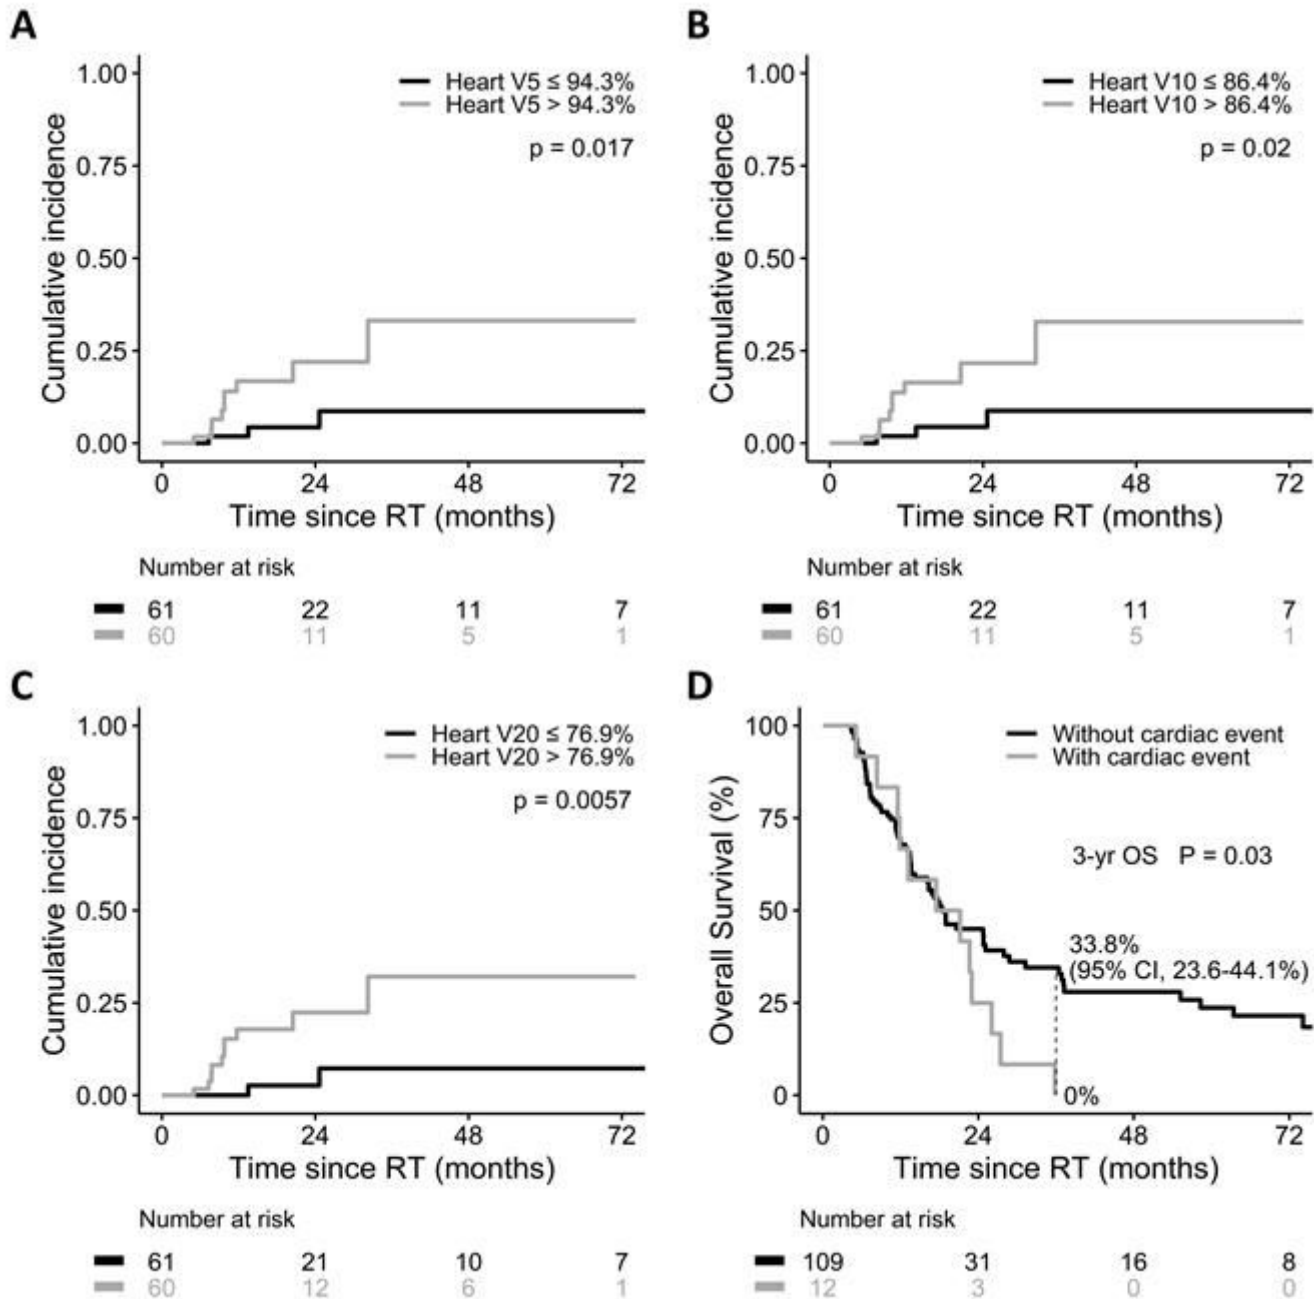 A
Cumulative incidence
1.00
0.75
0.50
0.25
0.00
Heart V5 ≤ 94.3%
Heart V5 > 94.3%
p = 0.017
0 24 48 72
Time since RT (months)
Number at risk
61 22 11 7
60 11 5 1
B
Cumulative incidence
1.00
0.75
0.50
0.25
0.00
Heart V10 ≤ 86.4%
Heart V10 > 86.4%
p = 0.02
0 24 48 72
Time since RT (months)
Number at risk
61 22 11 7
60 11 5 1
C
Cumulative incidence
1.00
0.75
0.50
0.25
0.00
Heart V20 ≤ 76.9%
Heart V20 > 76.9%
p = 0.0057
0 24 48 72
Time since RT (months)
Number at risk
61 21 10 7
60 12 6 1
D
Overall Survival (%)
100
75
50
25
0
Without cardiac event
With cardiac event
3-yr OS P = 0.03
33.8%
(95% CI, 23.6-44.1%)
0%
0 24 48 72
Time since RT (months)
Number at risk
109 31 16 8
12 3 0 0